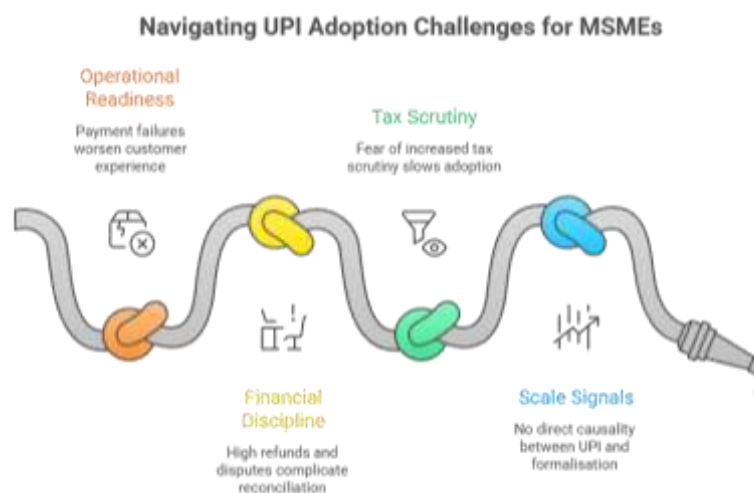 Navigating UPI Adoption Challenges for MSMEs
Operational
Readiness
Payment failures
worsen customer
experience
Tax Scrutiny
Fear of increased tax
scrutiny slows adoption
Financial
Discipline
High refunds and
disputes complicate
reconciliation
Scale Signals
No direct causality
between UPI and
formalisation